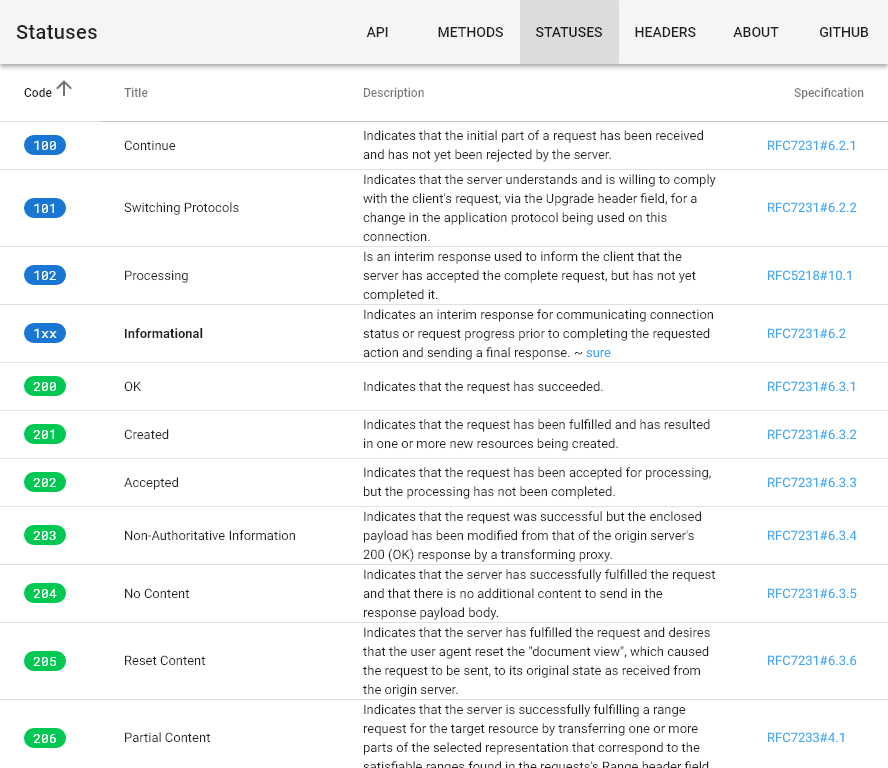 Statuses
API METHODS STATUSES HEADERS ABOUT GITHUB
Code Title Description Specification
100 Continue
Indicates that the initial part of a request has been received
and has not yet been rejected by the server.
RFC7231#6.2.1
101 Switching Protocols
Indicates that the server understands and is willing to comply
with the client's request, via the Upgrade header field, for a
change in the application protocol being used on this
connection.
RFC7231#6.2.2
102 Processing
Is an interim response used to inform the client that the
server has accepted the complete request, but has not yet
completed it.
RFC5218#10.1
1xx Informational
Indicates an interim response for communicating connection
status or request progress prior to completing the requested
action and sending a final response. ~ sure
RFC7231#6.2
200 OK
Indicates that the request has succeeded.
RFC7231#6.3.1
201 Created
Indicates that the request has been fulfilled and has resulted
in one or more new resources being created.
RFC7231#6.3.2
202 Accepted
Indicates that the request has been accepted for processing,
but the processing has not been completed.
RFC7231#6.3.3
203 Non-Authoritative Information
Indicates that the request was successful but the enclosed
payload has been modified from that of the origin server's
200 (OK) response by a transforming proxy.
RFC7231#6.3.4
204 No Content
Indicates that the server has successfully fulfilled the request
and that there is no additional content to send in the
response payload body.
RFC7231#6.3.5
205 Reset Content
Indicates that the server has fulfilled the request and desires
that the user agent reset the "document view", which caused
the request to be sent, to its original state as received from
the origin server.
RFC7231#6.3.6
206 Partial Content
Indicates that the server is successfully fulfilling a range
request for the target resource by transferring one or more
parts of the selected representation that correspond to the
satisfiable ranges found in the requests's Range header field
RFC7233#4.1